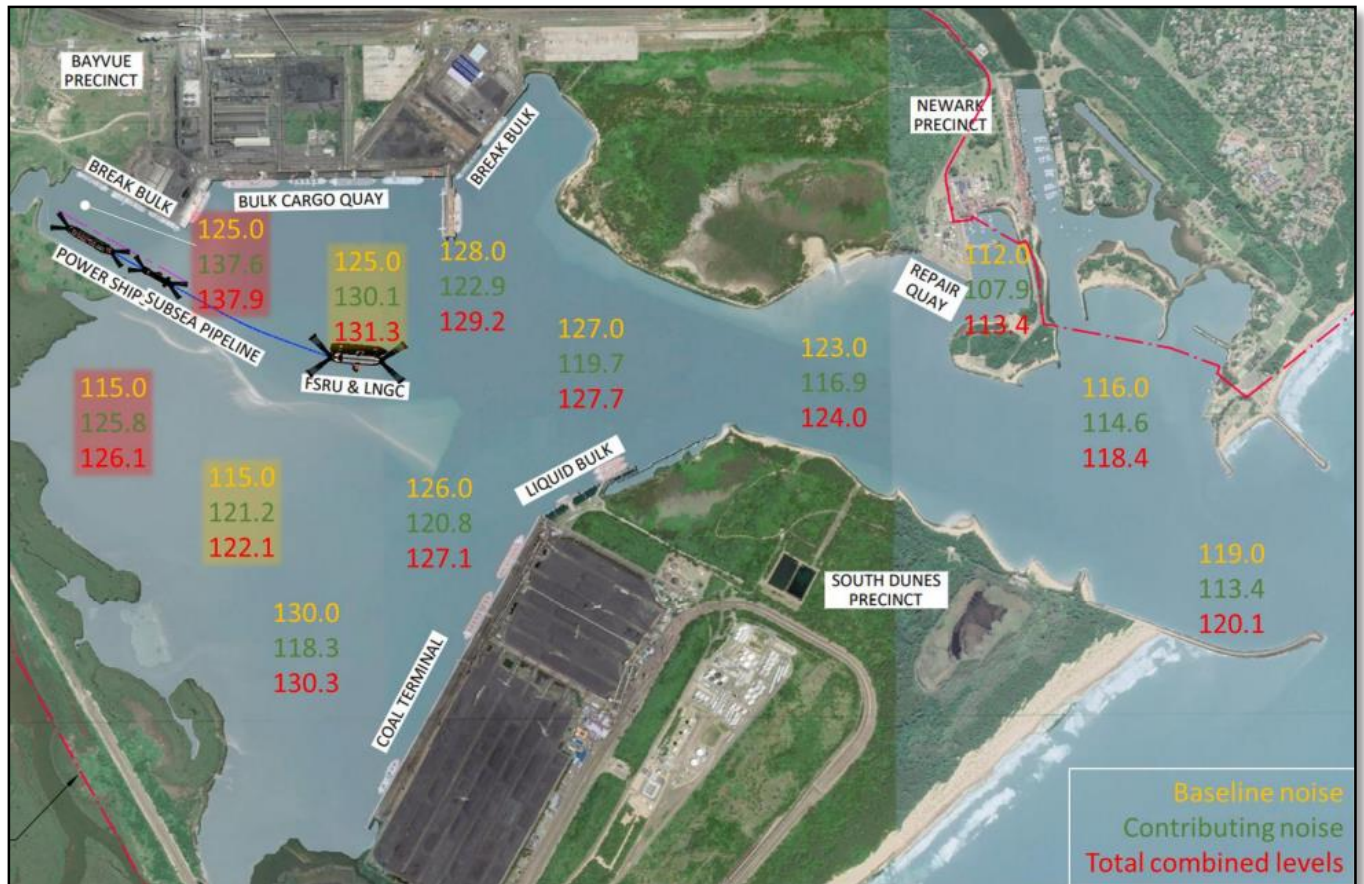 BAYVUE
PRECINCT
NEWARK
PRECINCT
BREAK BULK
BULK CARGO QUAY
BREAK BULK
125.0
137.6
137.9
POWER SHIP
SUBSEA PIPELINE
125.0
130.1
131.3
FSRU & LNGC
128.0
122.9
129.2
127.0
119.7
127.7
123.0
116.9
124.0
REPAIR
QUAY
112.0
107.9
113.4
116.0
114.6
118.4
115.0
125.8
126.1
115.0
121.2
122.1
126.0
120.8
127.1
LIQUID BULK
130.0
118.3
130.3
COAL TERMINAL
SOUTH DUNES
PRECINCT
119.0
113.4
120.1
Baseline noise
Contributing noise
Total combined levels